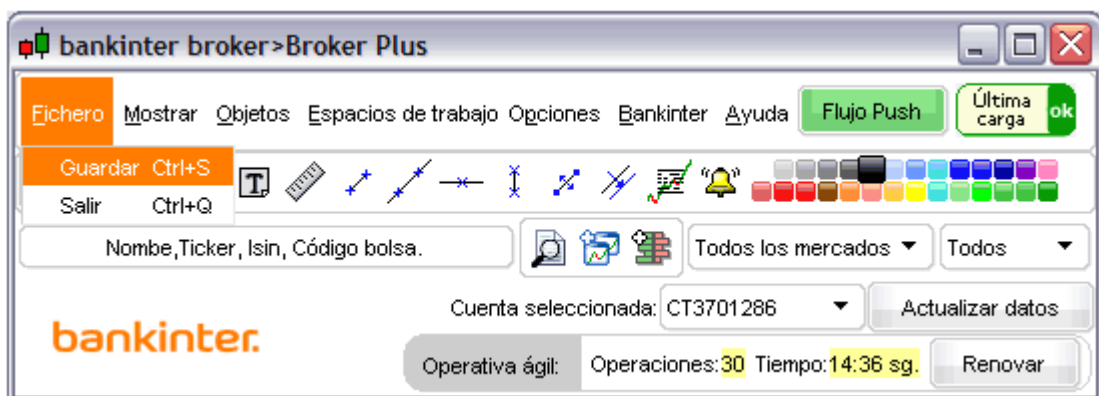 bankinter broker>Broker Plus
Fichero Mostrar Objetos Espacios de trabajo Opciones Bankinter Ayuda Flujo Push Última carga ok
Guardar Ctrl+S
T
Salir Ctrl+Q
Nombe,Ticker, Isin, Código bolsa. Todos los mercados Todos
Cuenta seleccionada: CT3701286 Actualizar datos
bankinter.
Operativa ágil: Operaciones:30 Tiempo:14:36 sg. Renovar